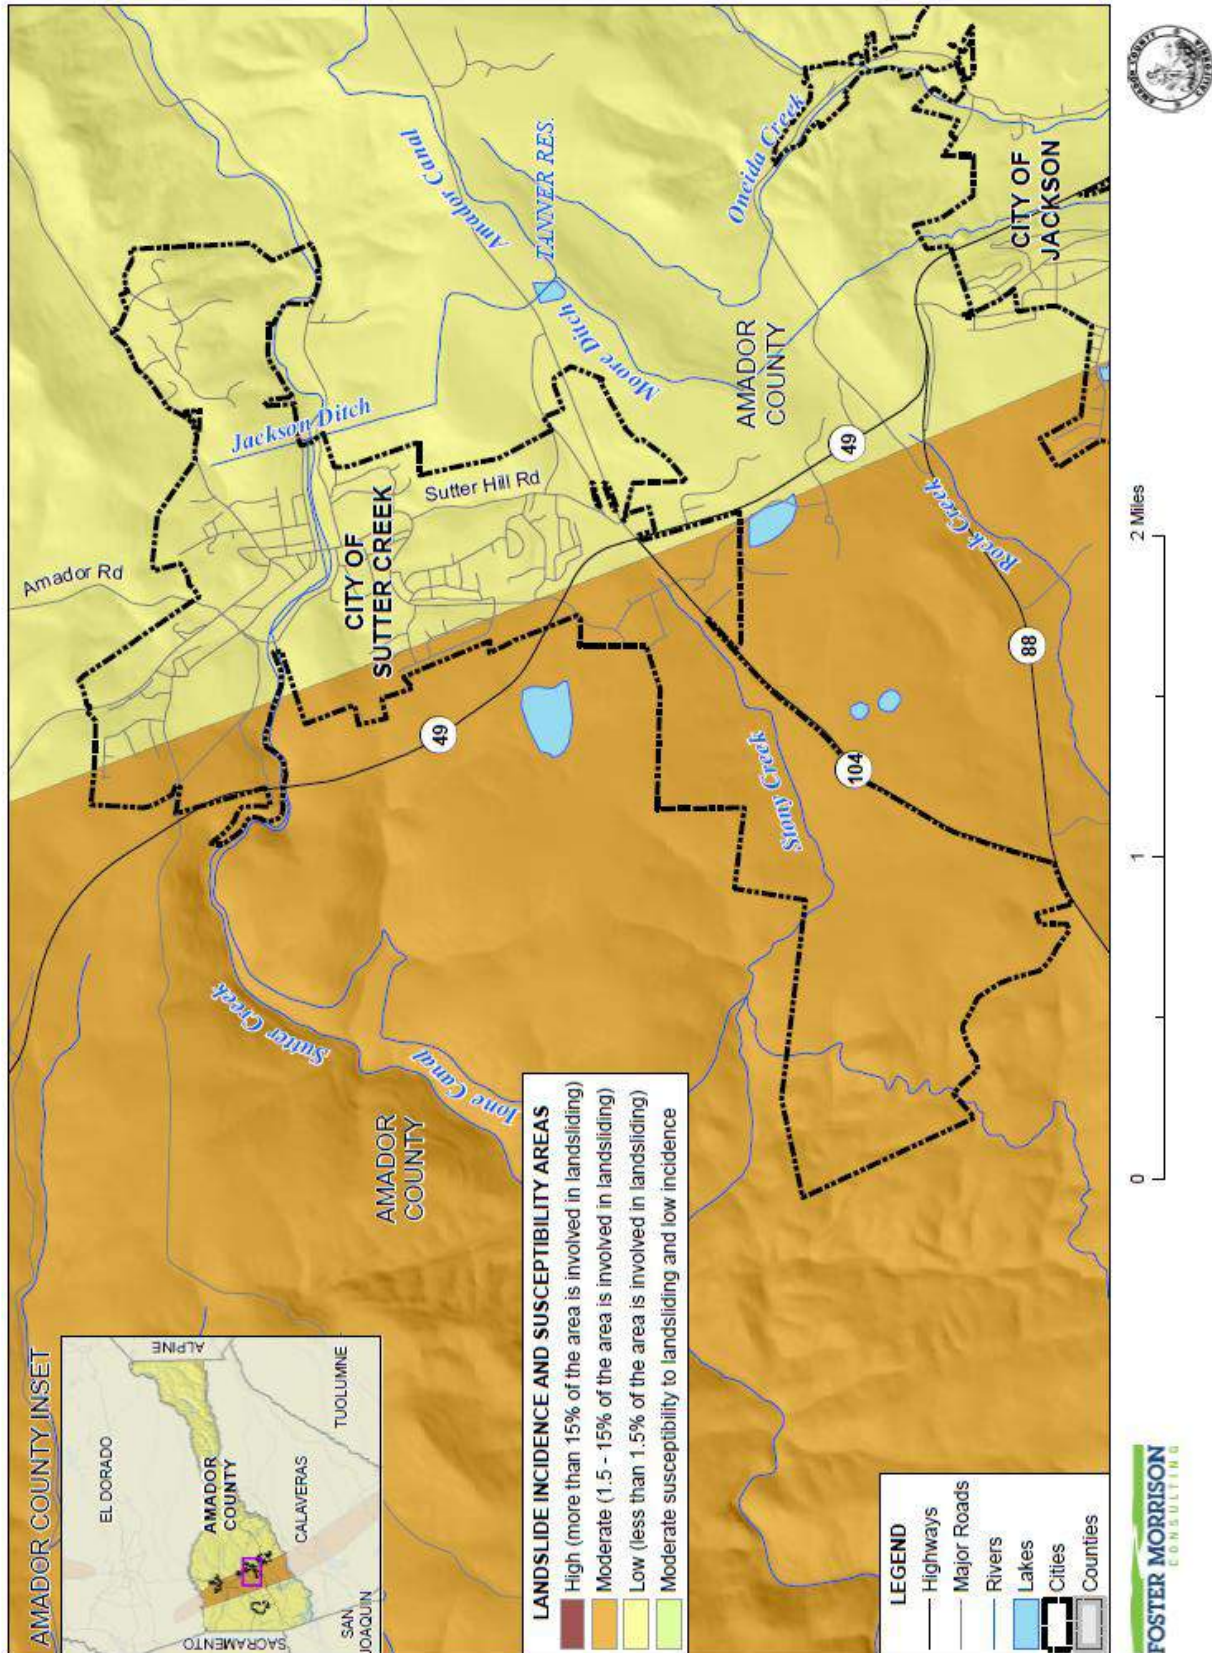 AMADOR COUNTY INSET
EL DORADO
ALPINE
AMADOR
COUNTY
CALAVERAS
TUOLUMNE
SACRAMENTO
SAN
JOAQUIN
LANDSLIDE INCIDENCE AND SUSCEPTIBILITY AREAS
High (more than 15% of the area is involved in landsliding)
Moderate (1.5 - 15% of the area is involved in landsliding)
Low (less than 1.5% of the area is involved in landsliding)
Moderate susceptibility to landsliding and low incidence
LEGEND
Highways
Major Roads
Rivers
Lakes
Cities
Counties
Amador Rd
CITY OF
SUTTER CREEK
Jackson Ditch
Sutter Hill Rd
Amador Canal
TANNER RES.
Moore Ditch
Oneida Creek
AMADOR
COUNTY
CITY OF
JACKSON
49
49
Rock Creek
88
104
Stony Creek
Sutter Creek
Ione Canal
AMADOR
COUNTY
0
1
2 Miles
FOSTER MORRISON
CONSULTING
AMADOR COUNTY
CALIFORNIA